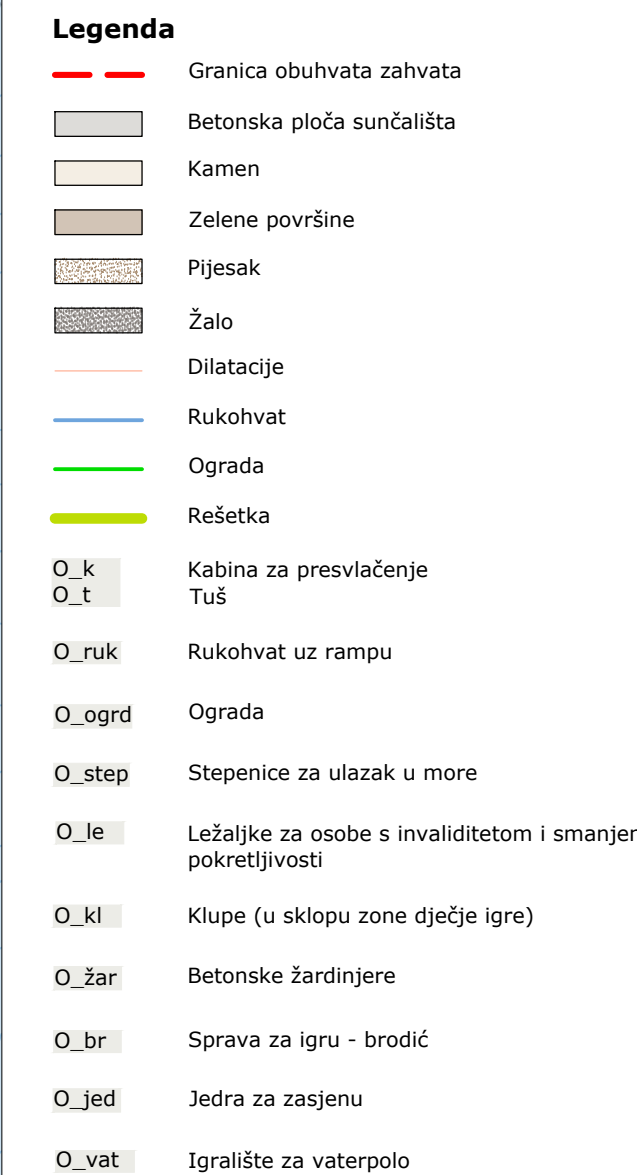 Legenda
Granica obuhvata zahvata
Betonska ploča sunčališta
Kamen
Zelene površine
Pijesak
Žalo
Dilatacije
Rukohvat
Ograda
Rešetka
O_k Kabina za presvlačenje
O_t Tuš
O_ruk Rukohvat uz rampu
O_ogrd Ograda
O_step Stepenice za ulazak u more
O_le Ležaljke za osobe s invaliditetom i smanjen
pokretljivosti
O_kl Klupe (u sklopu zone dječje igre)
O_žar Betonske žardinjere
O_br Sprava za igru - brodić
O_jed Jedra za zasjenu
O_vat Igralište za vaterpolo